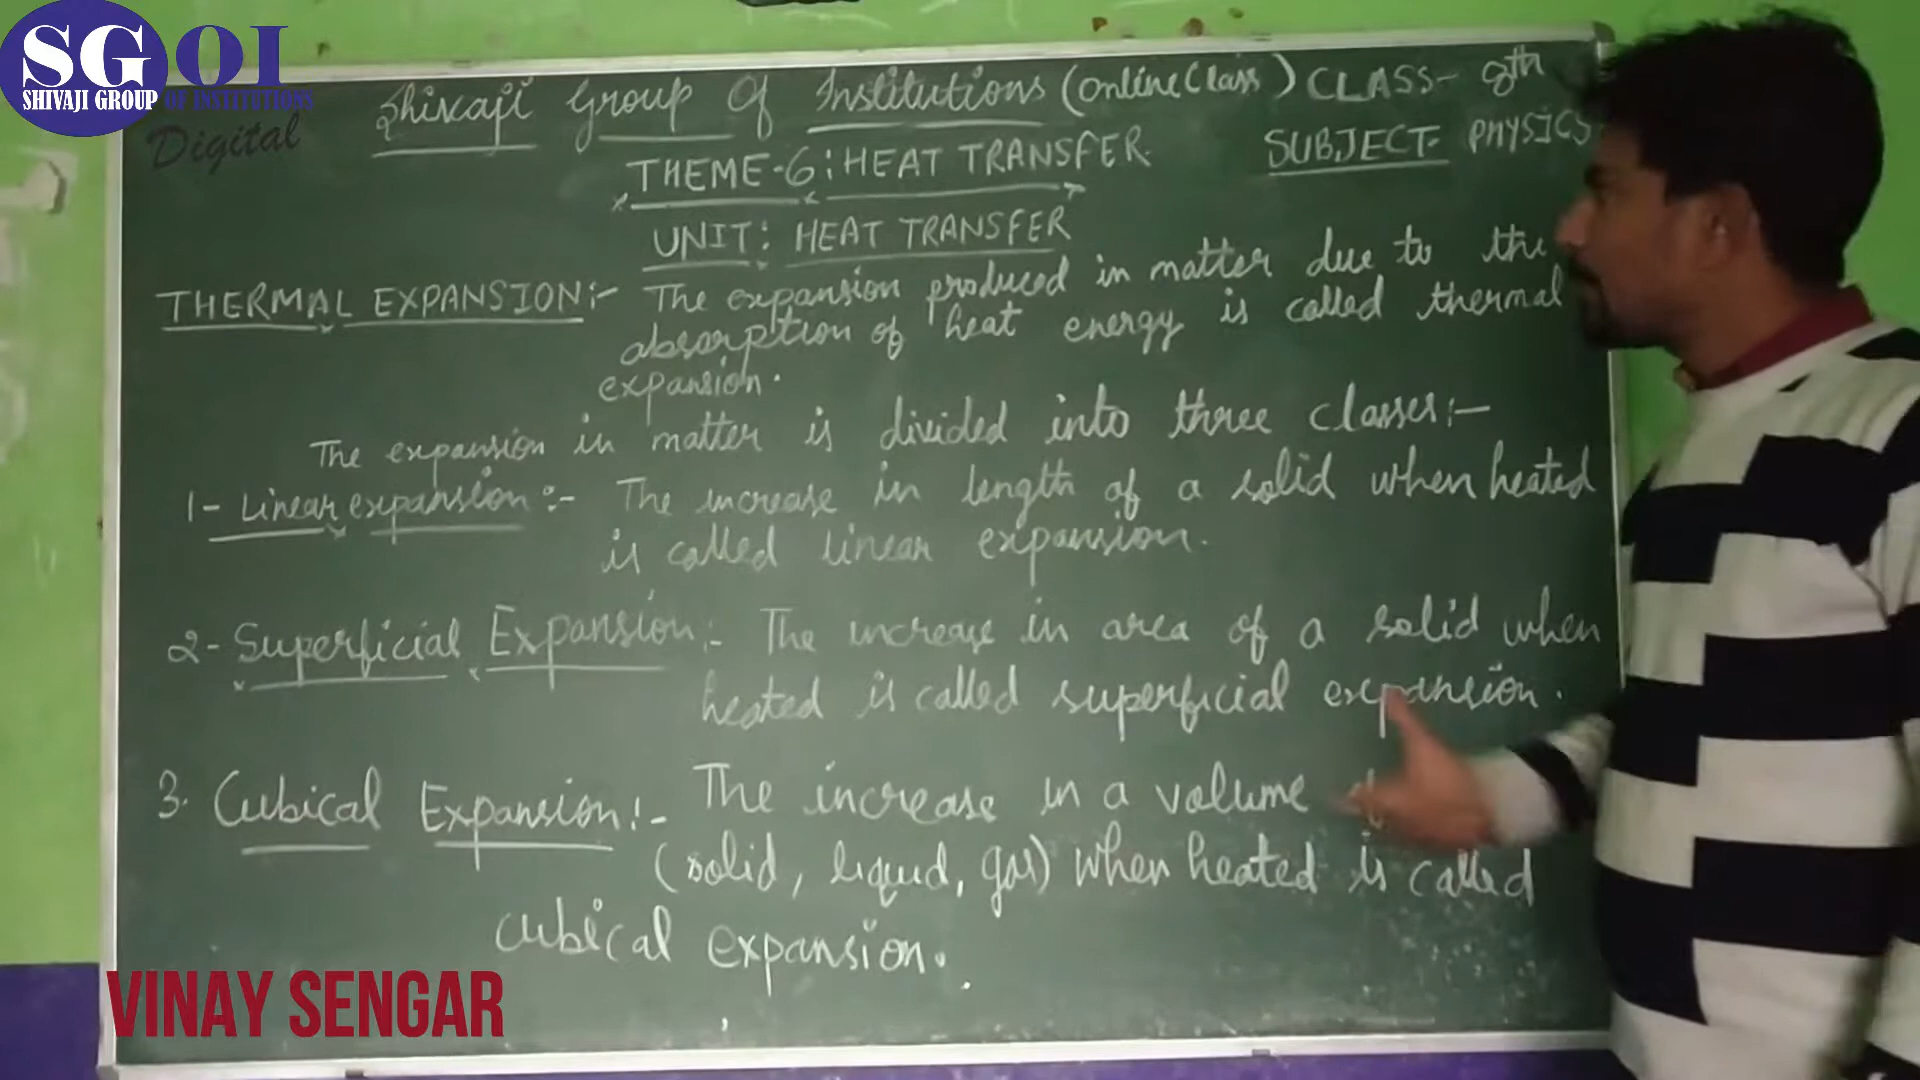 SGOI
SHIVAJI GROUP OF INSTITUTIONS
Digital
Shivaji Group Of Institutions (Online Class) CLASS- 8th
THEME-6: HEAT TRANSFER
SUBJECT- PHYSICS
UNIT: HEAT TRANSFER
THERMAL EXPANSION:- The expansion produced in matter due to the
absorption of heat energy is called thermal
expansion.
The expansion in matter is divided into three classes:-
1- Linear expansion:- The increase in length of a solid when heated
is called linear expansion.
2- Superficial Expansion:- The increase in area of a solid when
heated is called superficial expansion.
3. Cubical Expansion:- The increase in a volume
(solid, liquid, gas) when heated is called
cubical expansion.
VINAY SENGAR